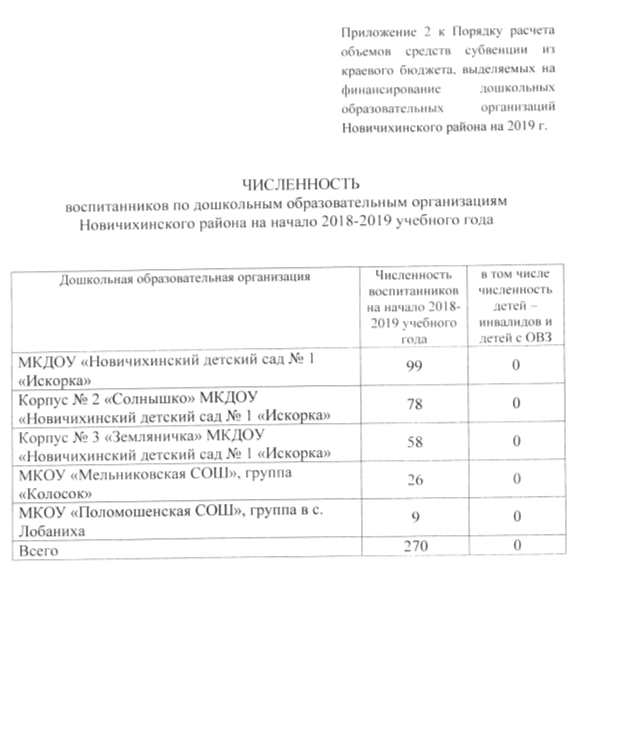 Приложение 2 к Порядку расчета
объемов средств субвенции из
краевого бюджета, выделяемых на
финансирование дошкольных
образовательных организаций
Новичихинского района на 2019 г.
ЧИСЛЕННОСТЬ
воспитанников по дошкольным образовательным организациям
Новичихинского района на начало 2018-2019 учебного года
Дошкольная образовательная организация
Численность
воспитанников
на начало 2018-
2019 учебного
года
в том числе
численность
детей –
инвалидов и
детей с ОВЗ
МКДОУ «Новичихинский детский сад № 1
«Искорка»
99
0
Корпус № 2 «Солнышко» МКДОУ
«Новичихинский детский сад № 1 «Искорка»
78
0
Корпус № 3 «Земляничка» МКДОУ
«Новичихинский детский сад № 1 «Искорка»
58
0
МКОУ «Мельниковская СОШ», группа
«Колосок»
26
0
МКОУ «Поломошенская СОШ», группа в с.
Лобаниха
9
0
Всего
270
0